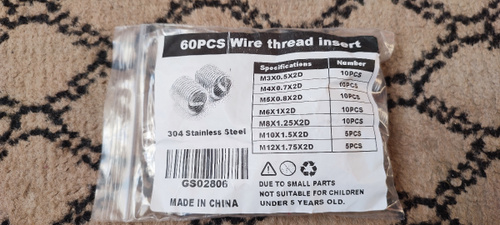 60PCS Wire thread insert
Specifications Number
M3X0.5X2D 10PCS
M4X0.7X2D 10PCS
M5X0.8X2D 10PCS
M6X1X2D 10PCS
M8X1.25X2D 10PCS
M10X1.5X2D 5PCS
M12X1.75X2D 5PCS
304 Stainless Steel
GS02806
MADE IN CHINA
DUE TO SMALL PARTS
NOT SUITABLE FOR CHILDREN
UNDER 5 YEARS OLD.